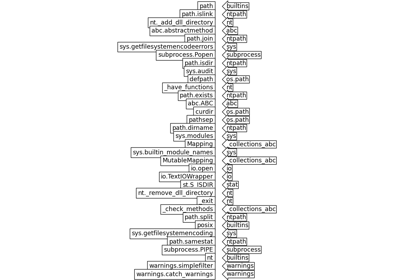 path builtins
path.islink ntpath
nt._add_dll_directory nt
abc.abstractmethod abc
path.join ntpath
sys.getfilesystemencodeerrors sys
subprocess.Popen subprocess
path.isdir ntpath
sys.audit sys
defpath os.path
_have_functions nt
path.exists ntpath
abc.ABC abc
curdir os.path
pathsep os.path
path.dirname ntpath
sys.modules sys
Mapping _collections_abc
sys.builtin_module_names sys
MutableMapping _collections_abc
io.open io
io.TextIOWrapper io
st.S_ISDIR stat
nt._remove_dll_directory nt
_exit nt
_check_methods _collections_abc
path.split ntpath
posix builtins
sys.getfilesystemencoding sys
path.samestat ntpath
subprocess.PIPE subprocess
nt builtins
warnings.simplefilter warnings
warnings.catch_warnings warnings